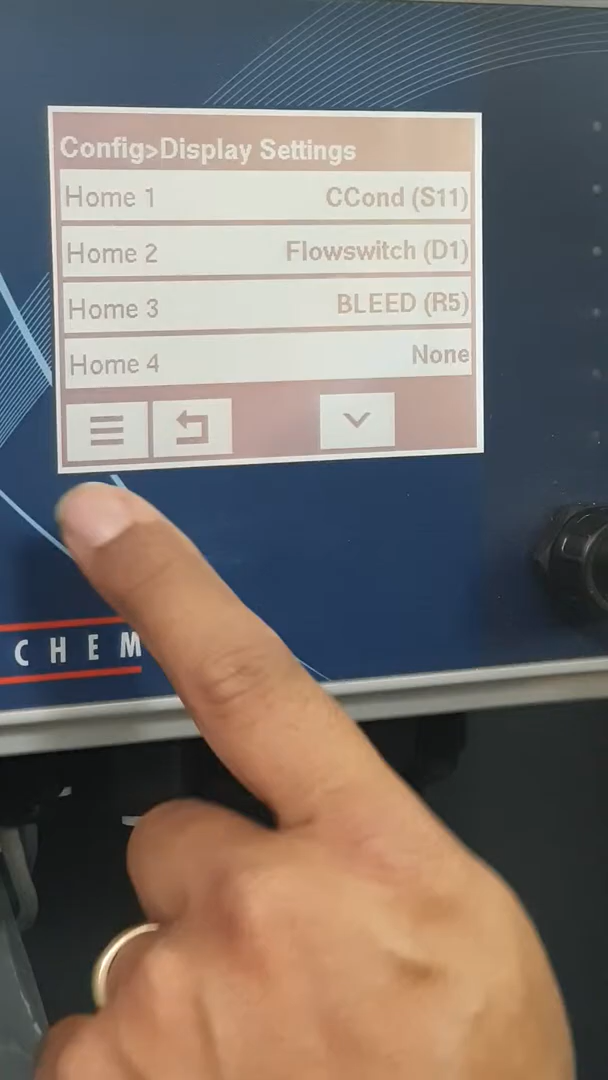 Config>Display Settings
Home 1 CCond (S11)
Home 2 Flowswitch (D1)
Home 3 BLEED (R5)
Home 4 None
CHEM